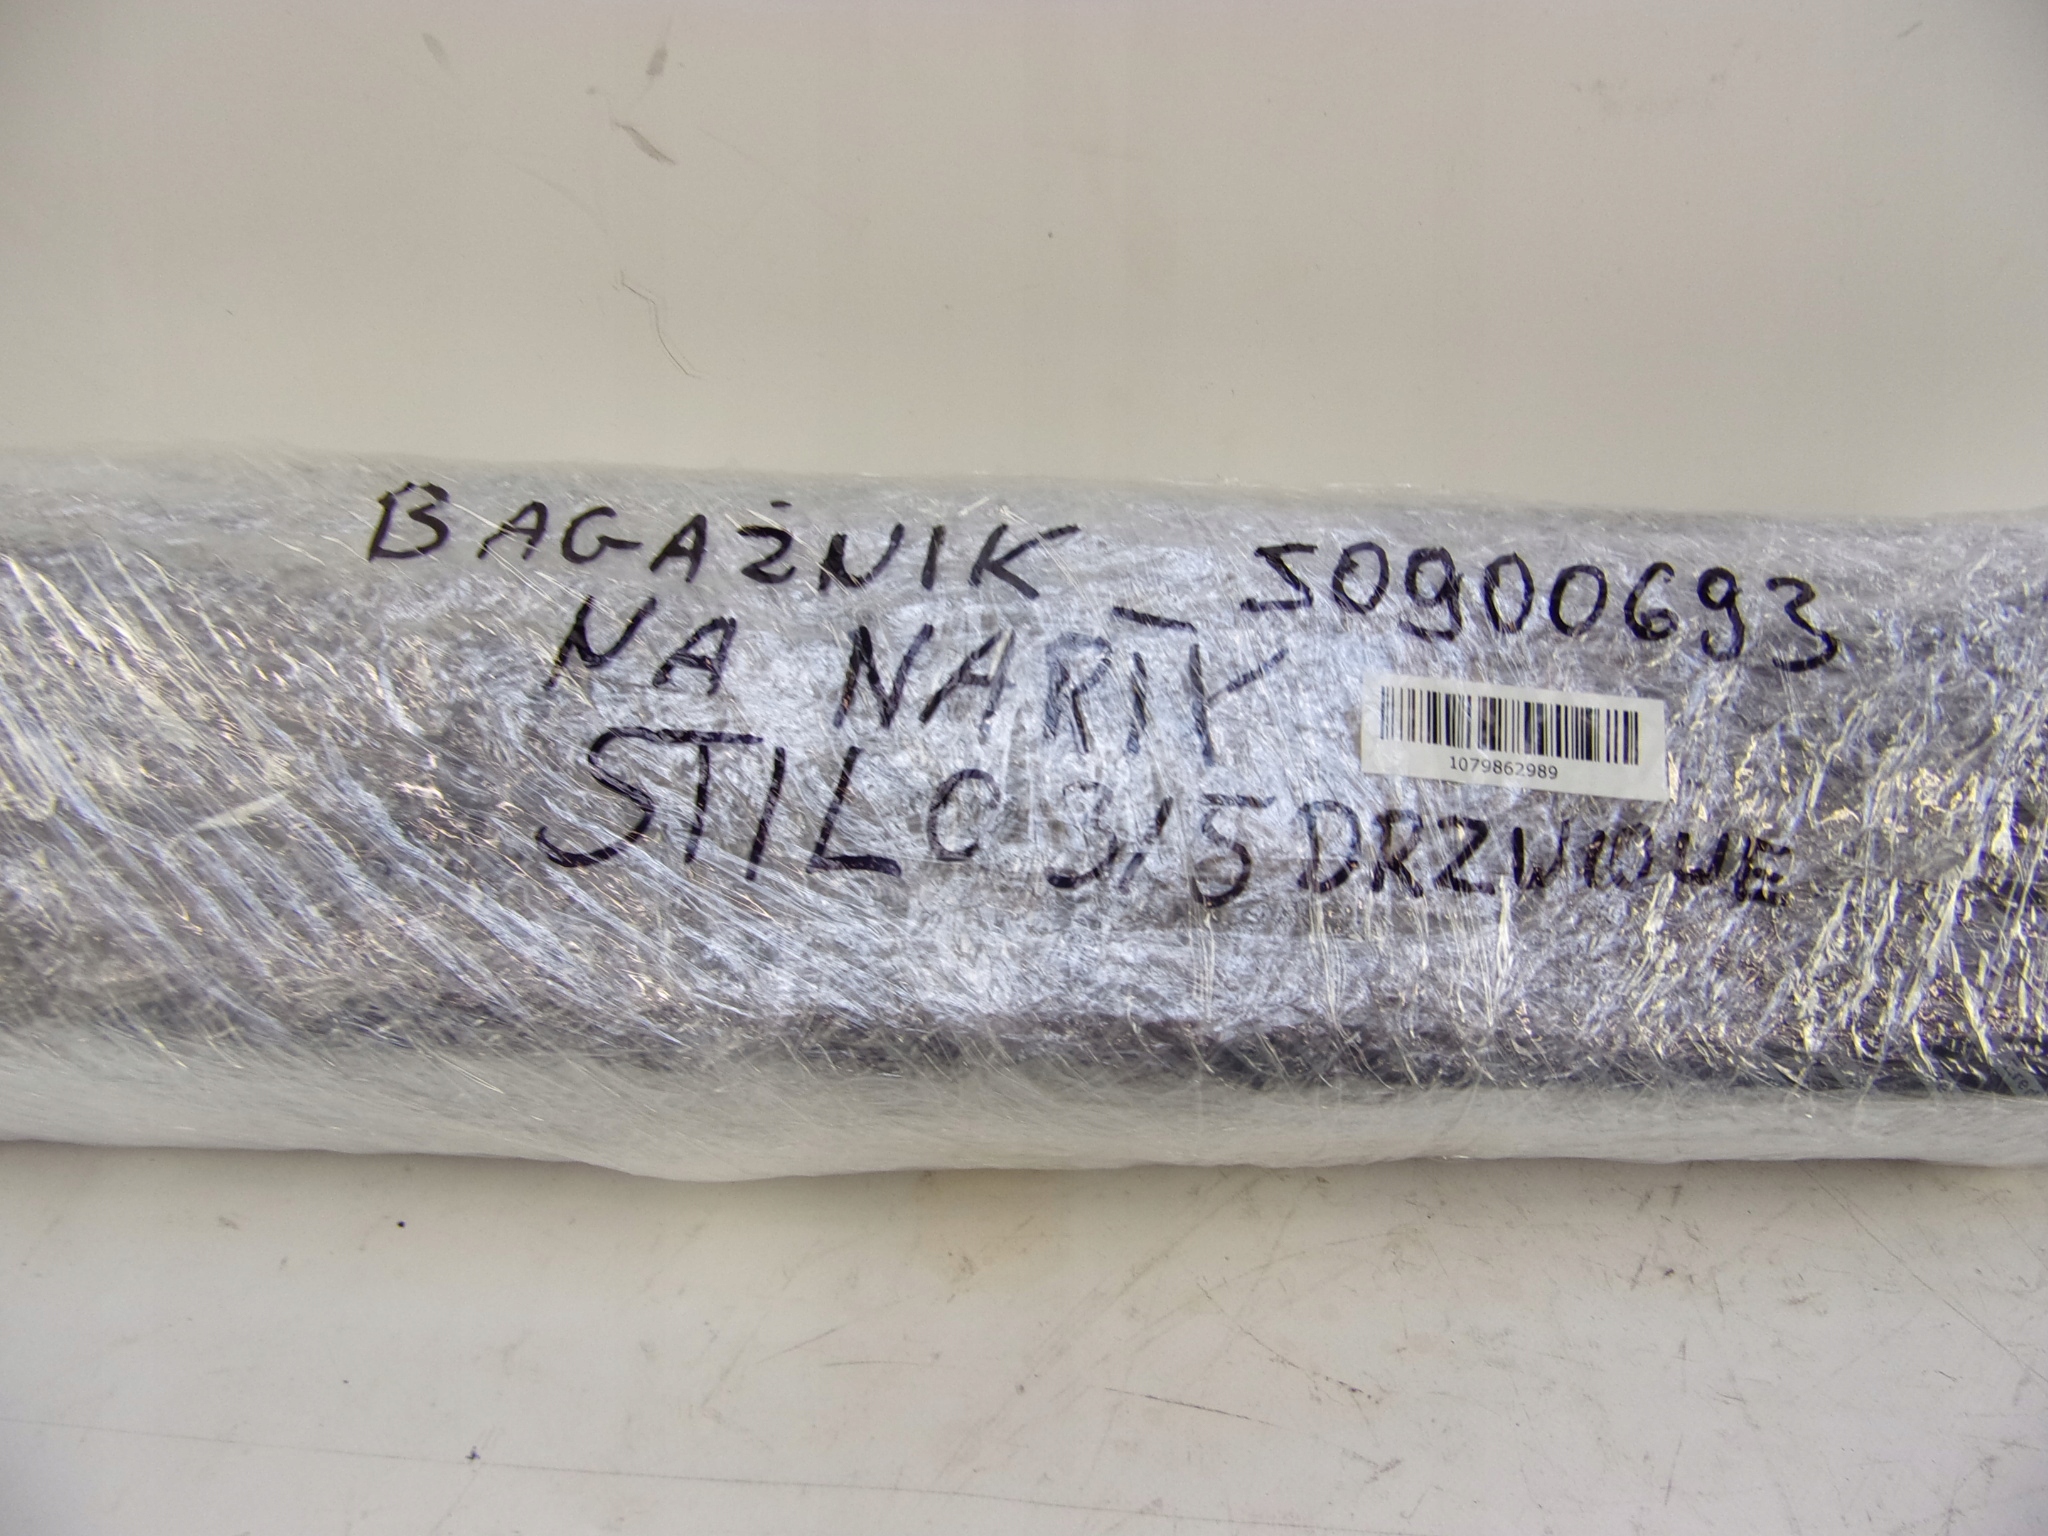 BAGAŻNIK - 50900693
NA NARTY
1079862989
STILO 3/5 DRZWIOWE